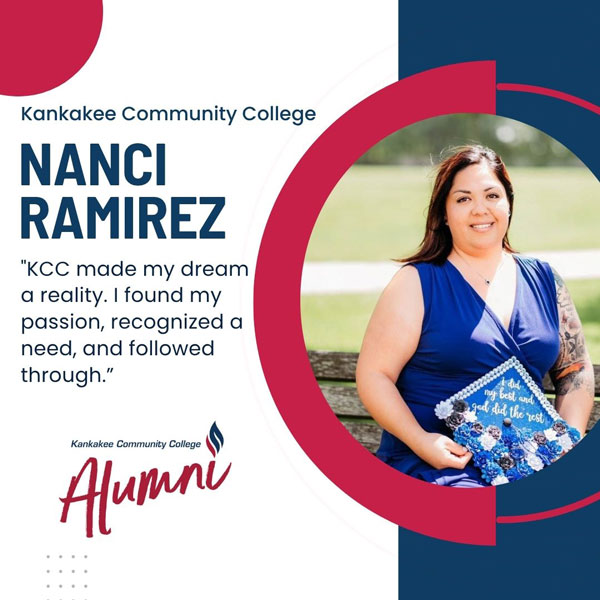 Kankakee Community College
NANCI
RAMIREZ
"KCC made my dream
a reality. I found my
passion, recognized a
need, and followed
through.”
Kankakee Community College
Alumni
I did
my best and
god did the rest